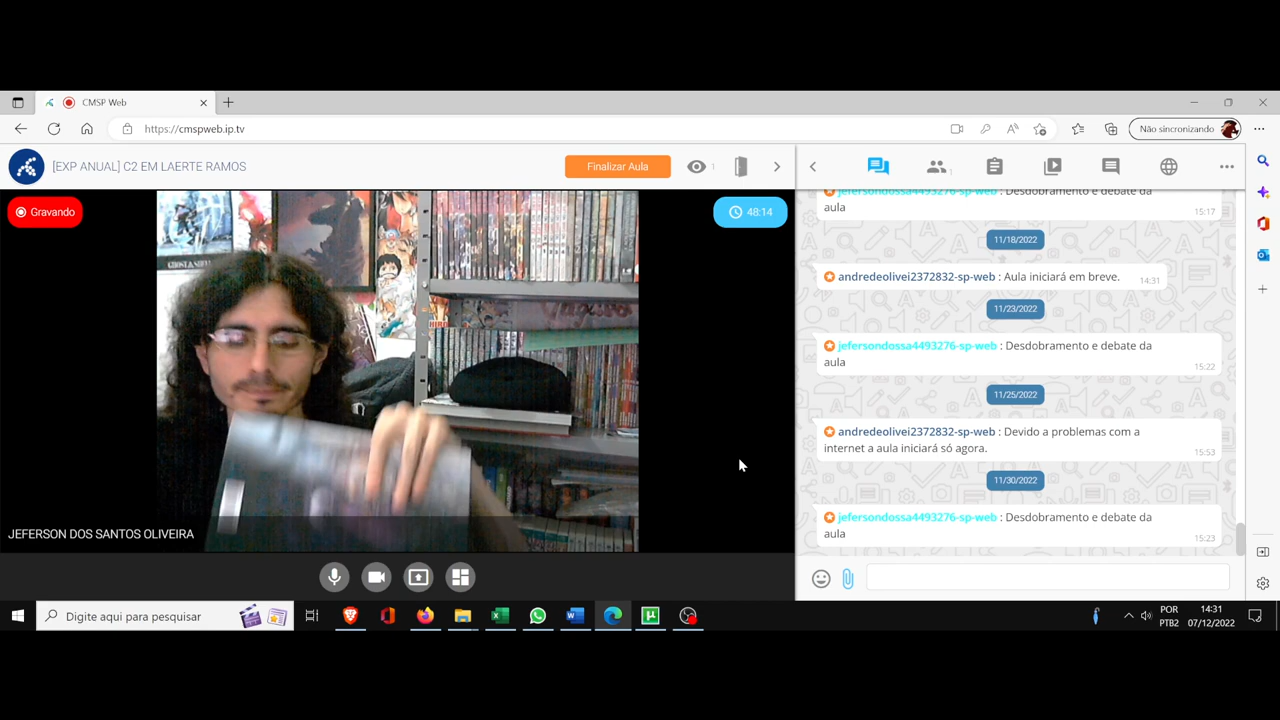 CMSP Web
https://cmspweb.ip.tv
Não sincronizando
[EXP ANUAL] C2 EM LAERTE RAMOS
Finalizar Aula
1
1
Gravando
48:14
JEFERSON DOS SANTOS OLIVEIRA
jefersondossa4493276-sp-web : Desdobramento e debate da
aula
15:17
11/18/2022
andredeolivei2372832-sp-web : Aula iniciará em breve.
14:31
11/23/2022
jefersondossa4493276-sp-web : Desdobramento e debate da
aula
15:22
11/25/2022
andredeolivei2372832-sp-web : Devido a problemas com a
internet a aula iniciará só agora.
15:53
11/30/2022
jefersondossa4493276-sp-web : Desdobramento e debate da
aula
15:23
Digite aqui para pesquisar
POR
PTB2
14:31
07/12/2022